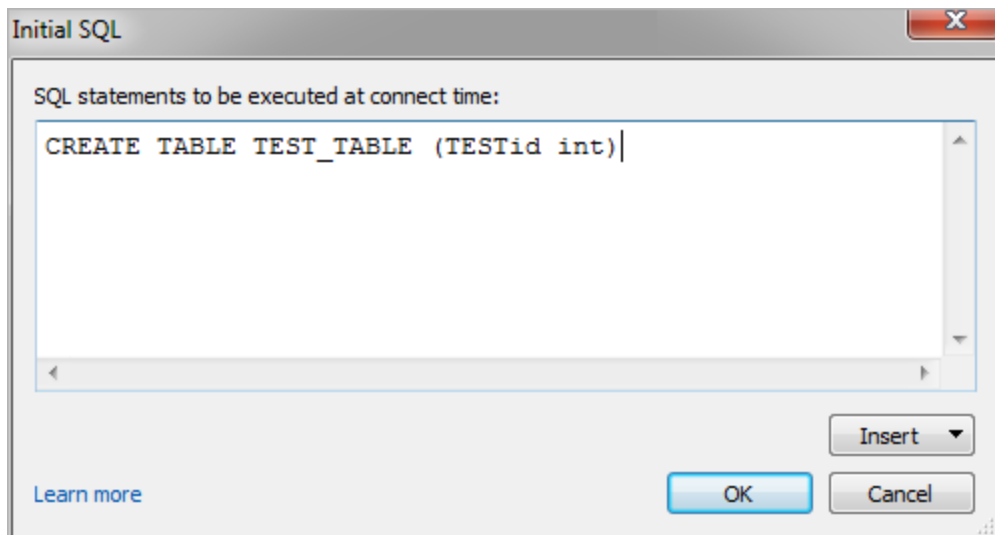 Initial SQL
SQL statements to be executed at connect time:
CREATE TABLE TEST_TABLE (TESTid int)
Insert
Learn more
OK
Cancel